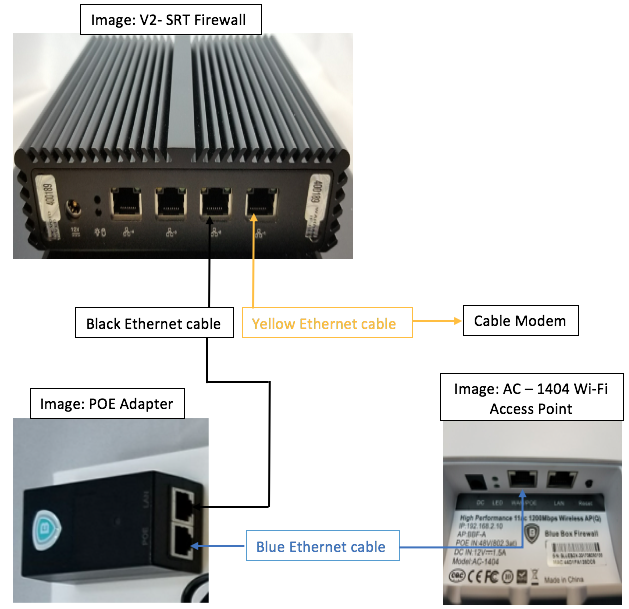 Image: V2- SRT Firewall
400189
400189
Black Ethernet cable
Yellow Ethernet cable
Cable Modem
Image: POE Adapter
Image: AC – 1404 Wi-Fi
Access Point
LAN
POE
B
DC LED WAN/POE LAN Reset
High Performance 11ac 1200Mbps Wireless AP(Q)
IP:192.168.2.10
AP:BBF-A
POE IN:48V(802.3at)
DC IN:12V⎓1.5A
Model:AC-1404
B
Blue Box Firewall
Made in China
Blue Ethernet cable